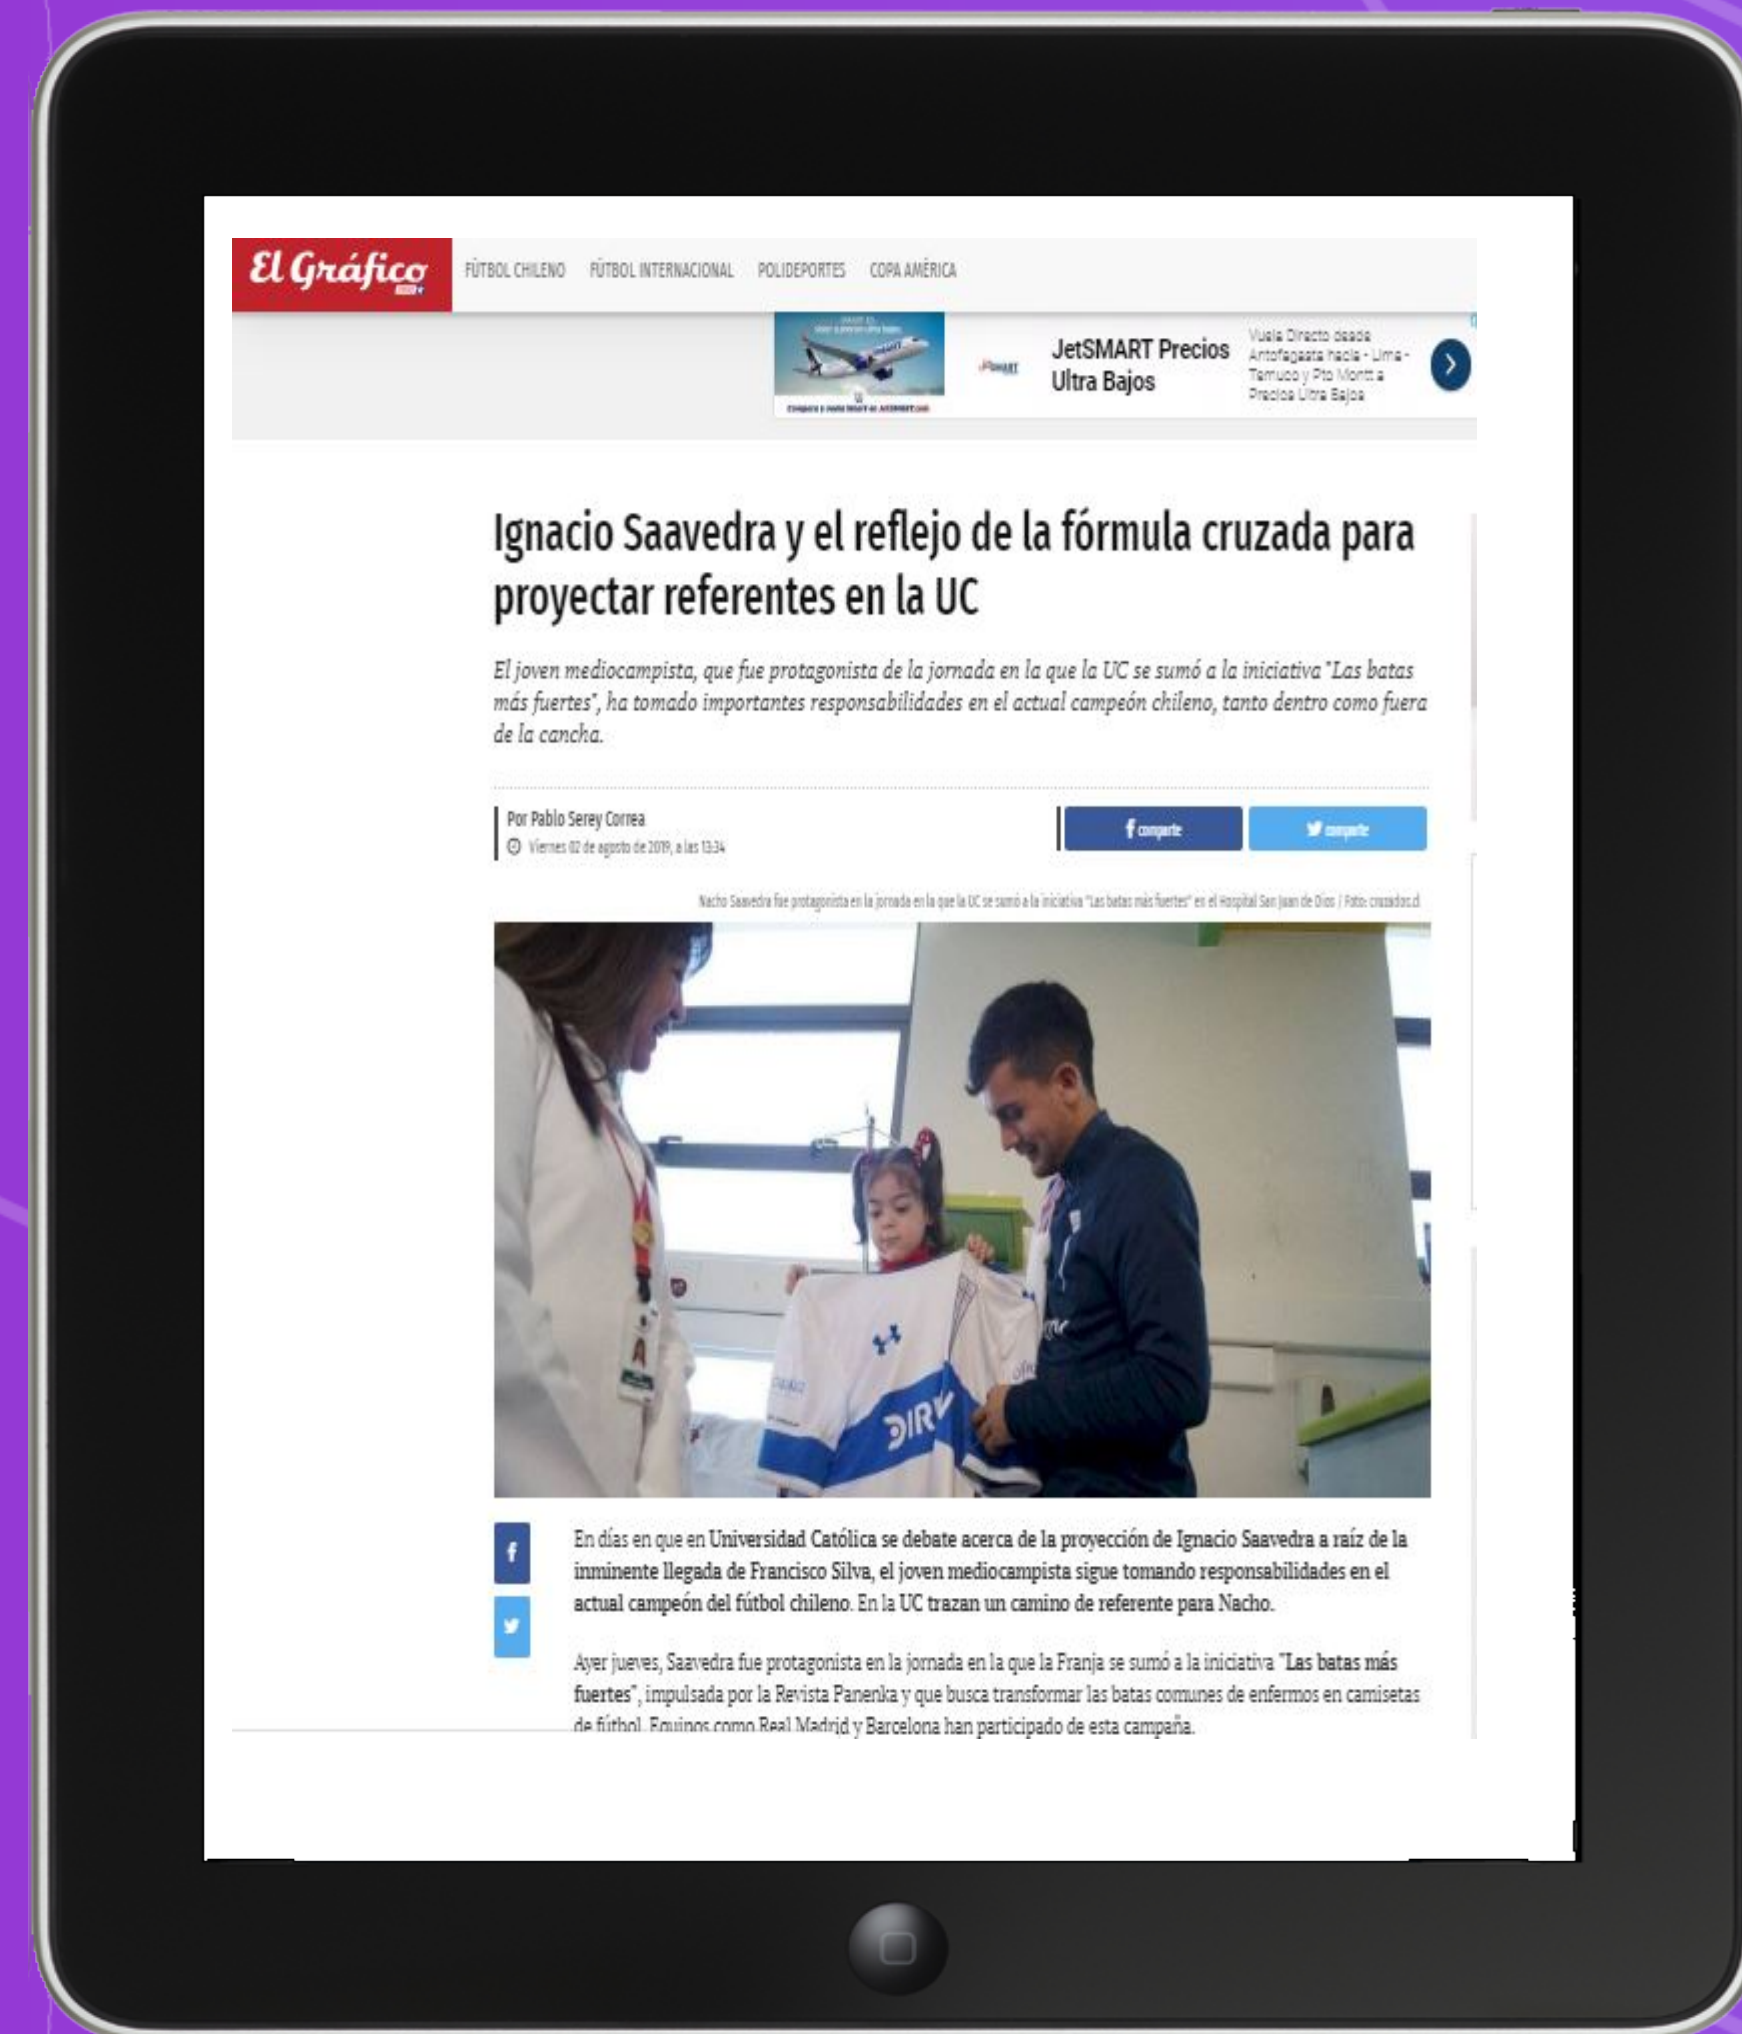 El Gráfico
FÚTBOL CHILENO FÚTBOL INTERNACIONAL POLIDEPORTES COPA AMÉRICA
JetSMART Precios
Ultra Bajos
Vuela Directo desde
Antofagasta hacia - Lima -
Temuco y Pto Montt a
Precios Ultra Bajos
Ignacio Saavedra y el reflejo de la fórmula cruzada para
proyectar referentes en la UC
El joven mediocampista, que fue protagonista de la jornada en la que la UC se sumó a la iniciativa "Las batas
más fuertes", ha tomado importantes responsabilidades en el actual campeón chileno, tanto dentro como fuera
de la cancha.
Por Pablo Serey Correa
Viernes 02 de agosto de 2019, a las 13:34
comparte
comparte
Nacho Saavedra fue protagonista en la jornada en la que la UC se sumó a la iniciativa "Las batas más fuertes" en el Hospital San Juan de Dios / Foto: cruzados.cl
DIRV
En días en que en Universidad Católica se debate acerca de la proyección de Ignacio Saavedra a raíz de la
inminente llegada de Francisco Silva, el joven mediocampista sigue tomando responsabilidades en el
actual campeón del fútbol chileno. En la UC trazan un camino de referente para Nacho.
Ayer jueves, Saavedra fue protagonista en la jornada en la que la Franja se sumó a la iniciativa "Las batas más
fuertes", impulsada por la Revista Panenka y que busca transformar las batas comunes de enfermos en camisetas
de fútbol. Equipos como Real Madrid y Barcelona han participado de esta campaña.